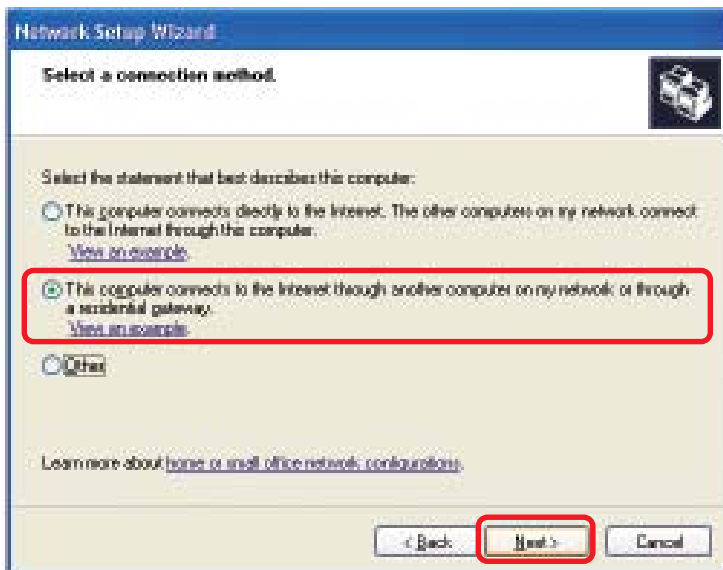 Network Setup Wizard
Select a connection method.
Select the statement that best describes this computer:
This computer connects directly to the Internet. The other computers on my network connect
to the Internet through this computer.
View an example.
This computer connects to the Internet through another computer on my network or through
a residential gateway.
View an example.
Other
Learn more about home or small office network configurations.
< Back
Next >
Cancel